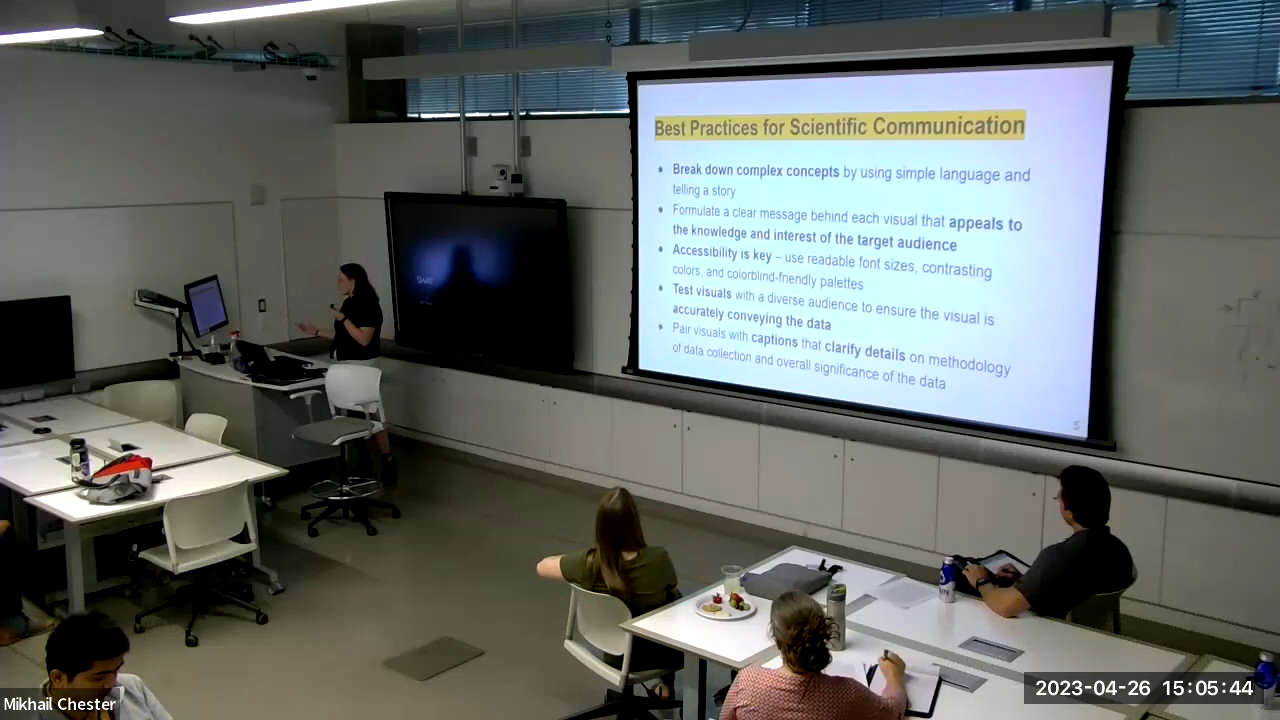 Best Practices for Scientific Communication
• Break down complex concepts by using simple language and
telling a story
• Formulate a clear message behind each visual that appeals to
the knowledge and interest of the target audience
• Accessibility is key – use readable font sizes, contrasting
colors, and colorblind-friendly palettes
• Test visuals with a diverse audience to ensure the visual is
accurately conveying the data
• Pair visuals with captions that clarify details on methodology
of data collection and overall significance of the data
Mikhail Chester
2023-04-26 15:05:44